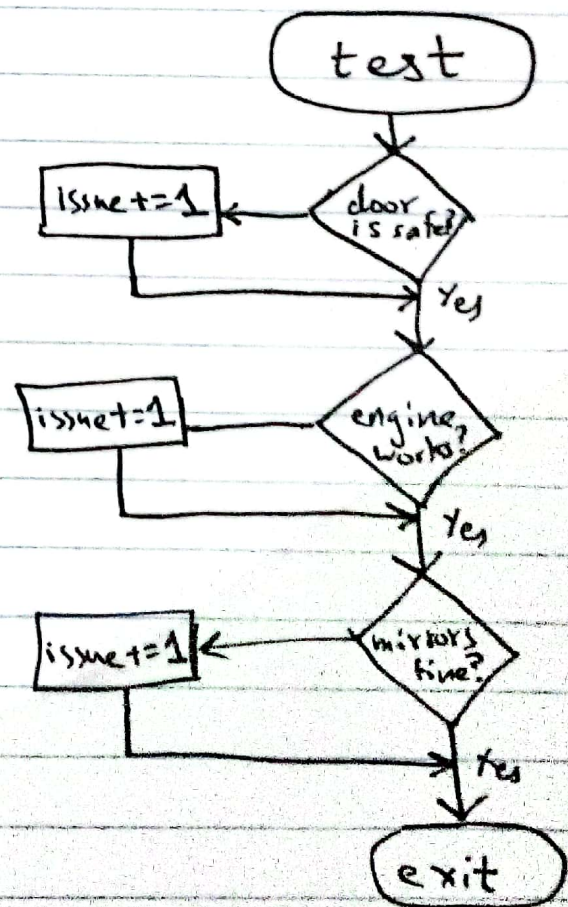 test
door
is safe?
issue+=1
Yes
engine
works?
issue+=1
Yes
mirrors
fine?
issue+=1
Yes
exit